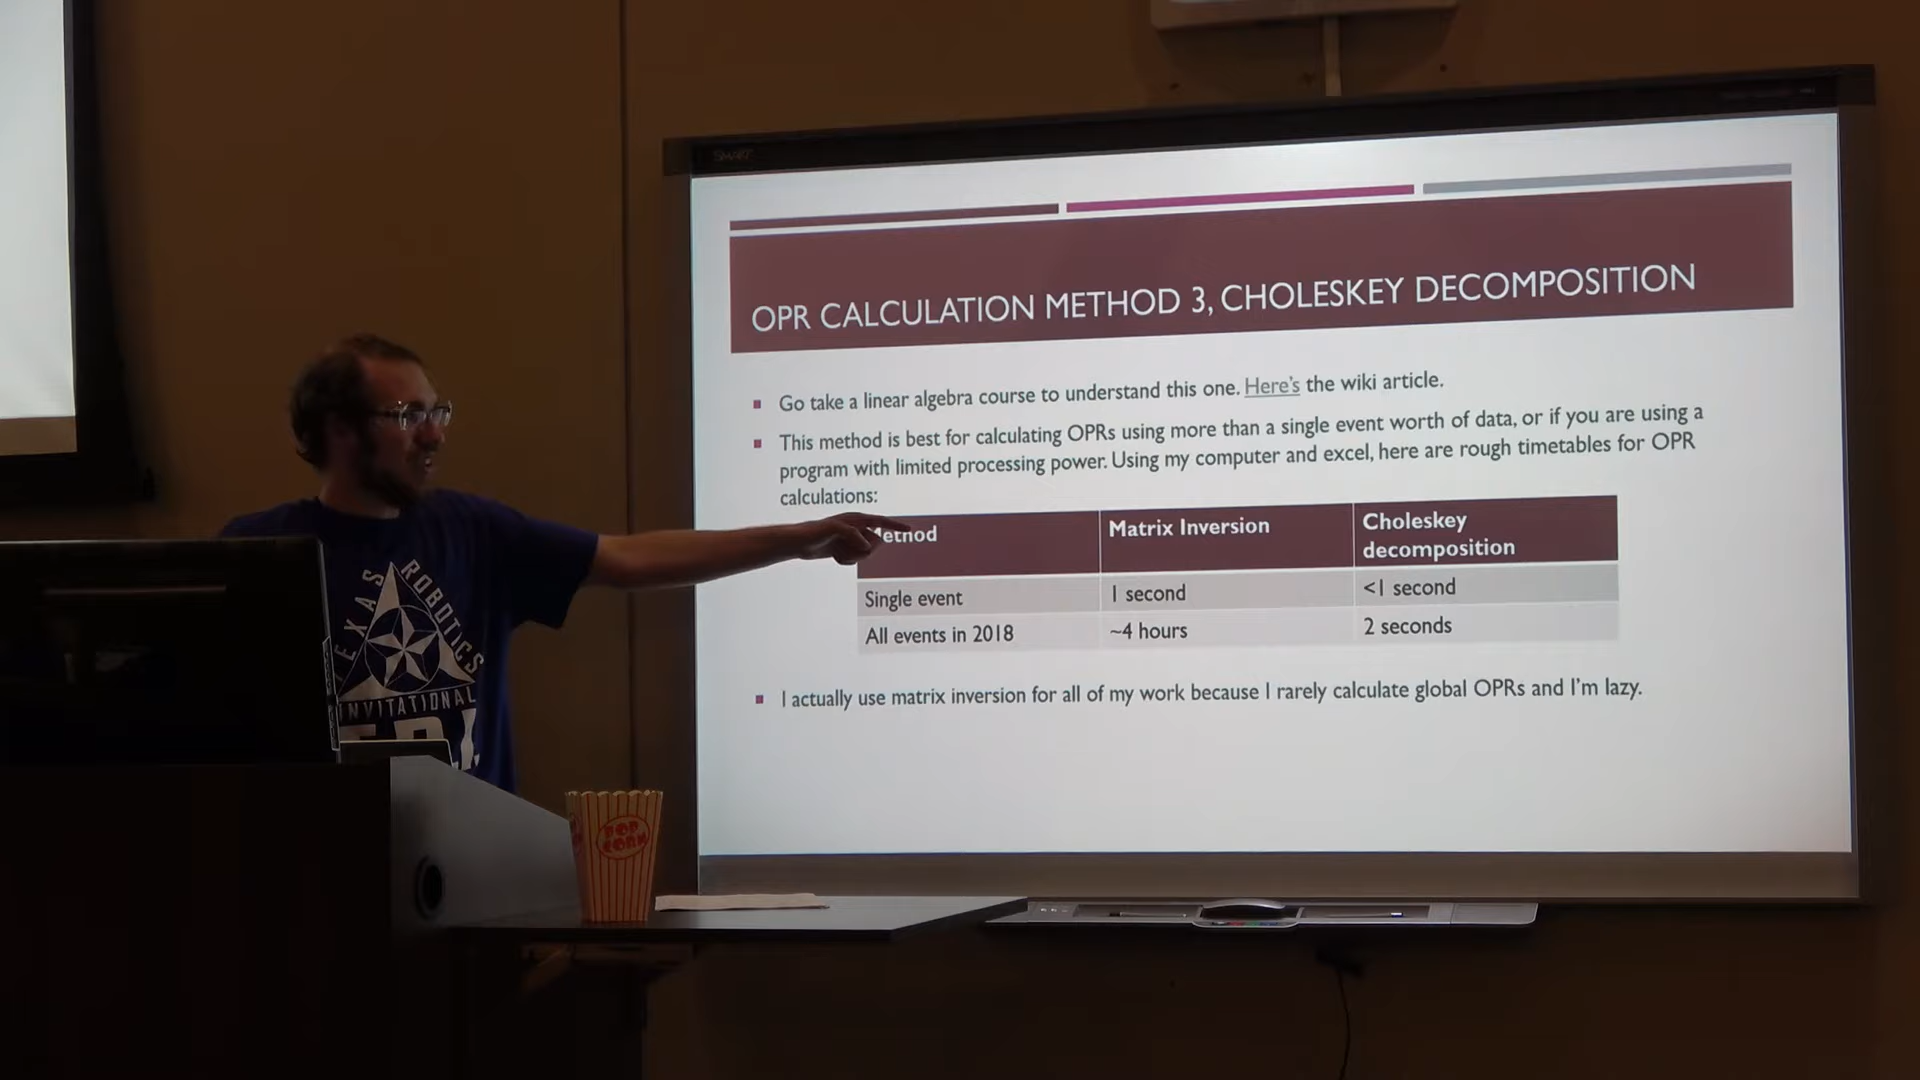 SMART
OPR CALCULATION METHOD 3, CHOLESKEY DECOMPOSITION
Go take a linear algebra course to understand this one. Here's the wiki article.
This method is best for calculating OPRs using more than a single event worth of data, or if you are using a
program with limited processing power. Using my computer and excel, here are rough timetables for OPR
calculations:
Method Matrix Inversion Choleskey
decomposition
Single event 1 second <1 second
All events in 2018 ~4 hours 2 seconds
I actually use matrix inversion for all of my work because I rarely calculate global OPRs and I'm lazy.
TEXAS ROBOTICS
INVITATIONAL
POP
CORN